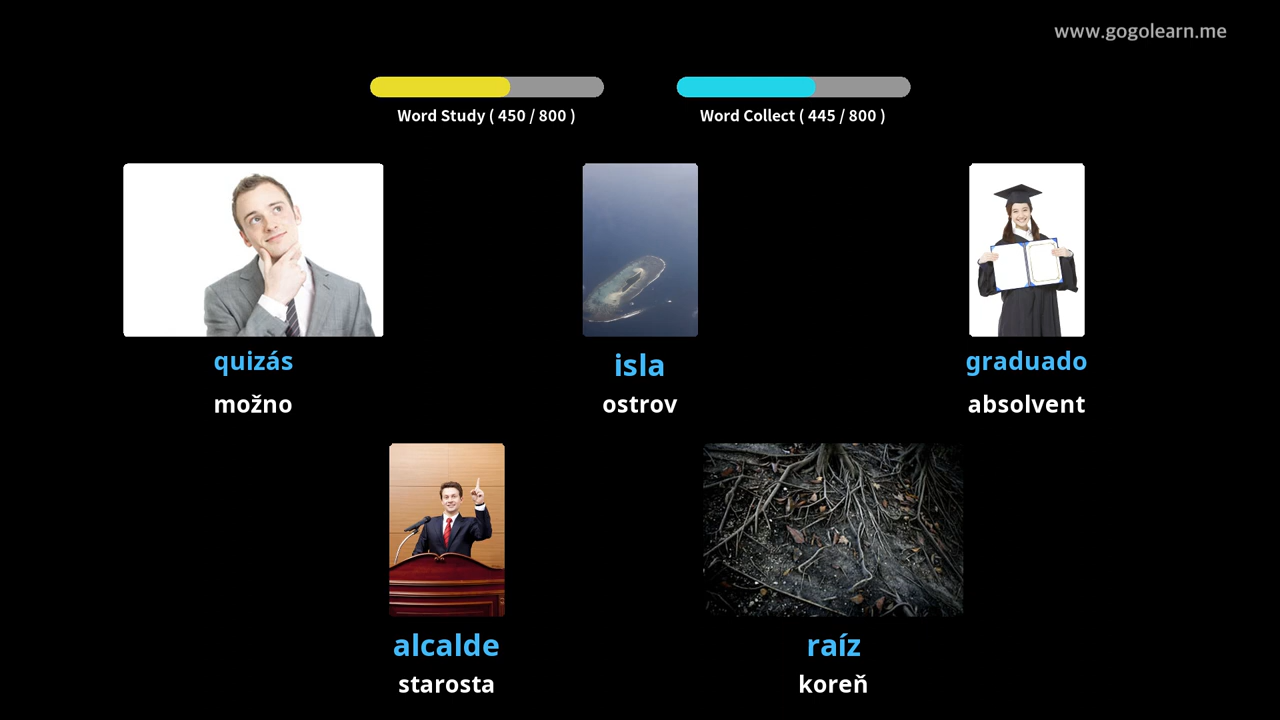 www.gogolearn.me
Word Study ( 450 / 800 )
Word Collect ( 445 / 800 )
quizás
isla
graduado
možno
ostrov
absolvent
alcalde
raíz
starosta
koreň